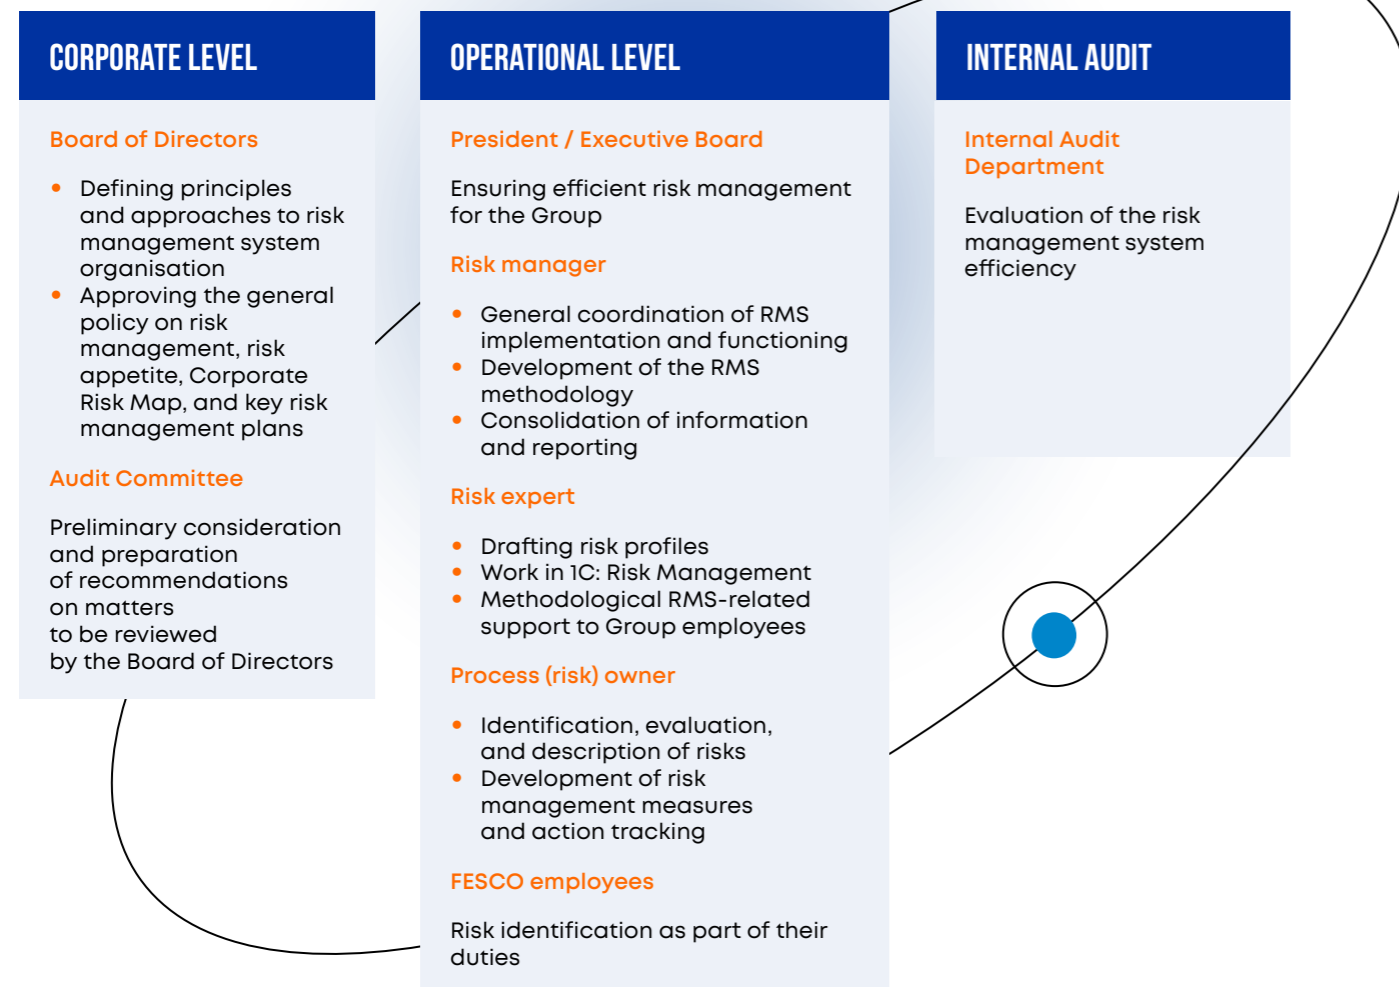 CORPORATE LEVEL
Board of Directors
• Defining principles
and approaches to risk
management system
organisation
• Approving the general
policy on risk
management, risk
appetite, Corporate
Risk Map, and key risk
management plans
Audit Committee
Preliminary consideration
and preparation
of recommendations
on matters
to be reviewed
by the Board of Directors
OPERATIONAL LEVEL
President / Executive Board
Ensuring efficient risk management
for the Group
Risk manager
• General coordination of RMS
implementation and functioning
• Development of the RMS
methodology
• Consolidation of information
and reporting
Risk expert
• Drafting risk profiles
• Work in 1C: Risk Management
• Methodological RMS-related
support to Group employees
Process (risk) owner
• Identification, evaluation,
and description of risks
• Development of risk
management measures
and action tracking
FESCO employees
Risk identification as part of their
duties
INTERNAL AUDIT
Internal Audit
Department
Evaluation of the risk
management system
efficiency